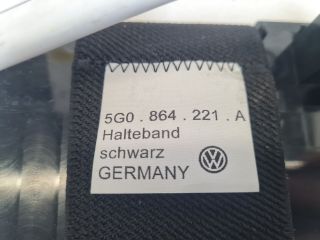 5G0 . 864 . 221 . A
Halteband
schwarz
GERMANY